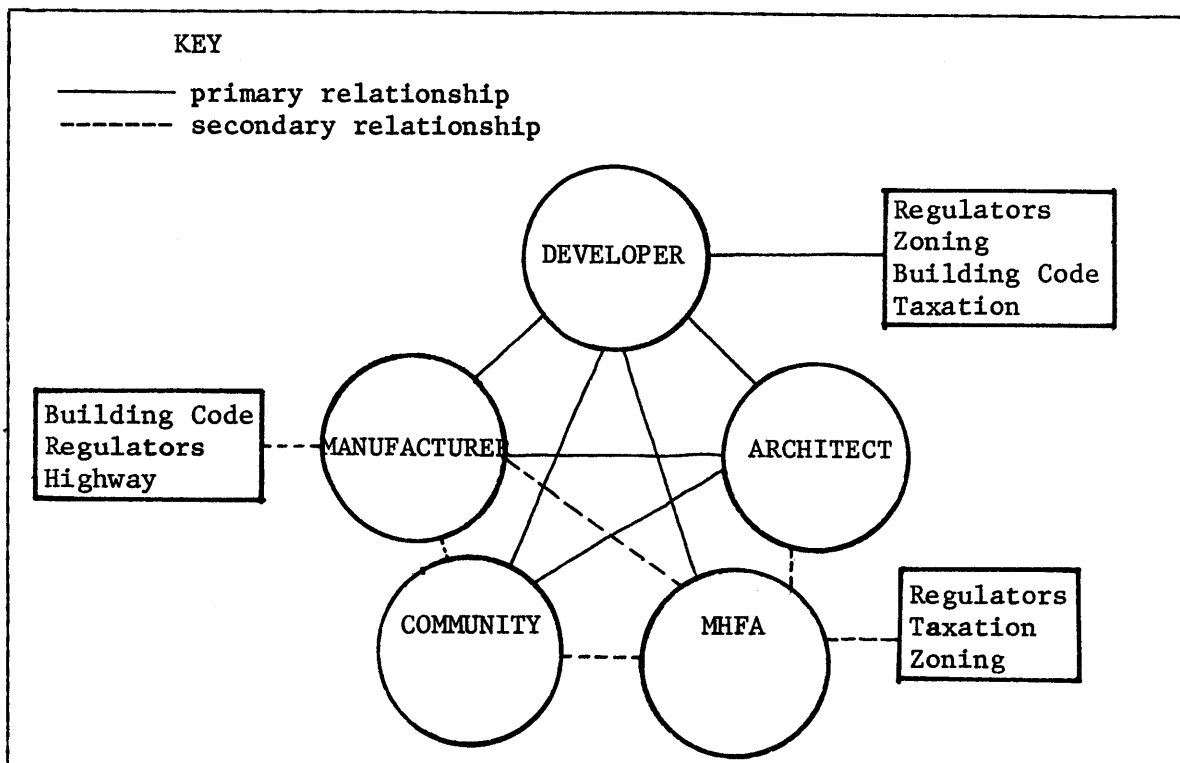 KEY
primary relationship
secondary relationship
DEVELOPER
Regulators
Zoning
Building Code
Taxation
Building Code
Regulators
Highway
MANUFACTURER
ARCHITECT
COMMUNITY
MHFA
Regulators
Taxation
Zoning